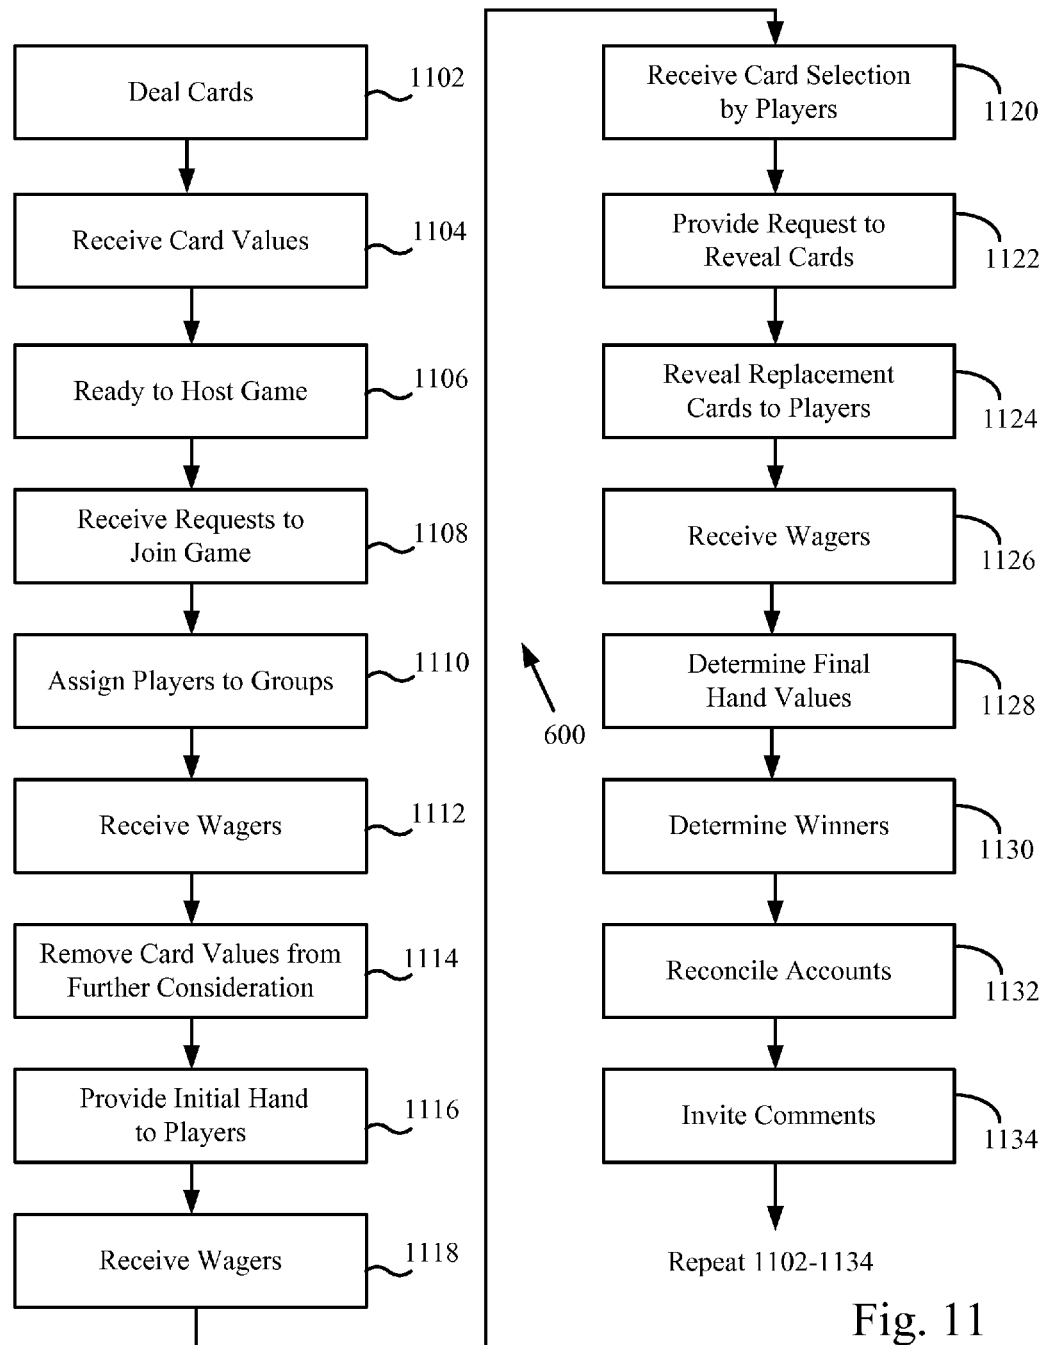 Deal Cards
1102
Receive Card Values
1104
Ready to Host Game
1106
Receive Requests to
Join Game
1108
Assign Players to Groups
1110
Receive Wagers
1112
Remove Card Values from
Further Consideration
1114
Provide Initial Hand
to Players
1116
Receive Wagers
1118
600
Receive Card Selection
by Players
1120
Provide Request to
Reveal Cards
1122
Reveal Replacement
Cards to Players
1124
Receive Wagers
1126
Determine Final
Hand Values
1128
Determine Winners
1130
Reconcile Accounts
1132
Invite Comments
1134
Repeat 1102-1134
Fig. 11